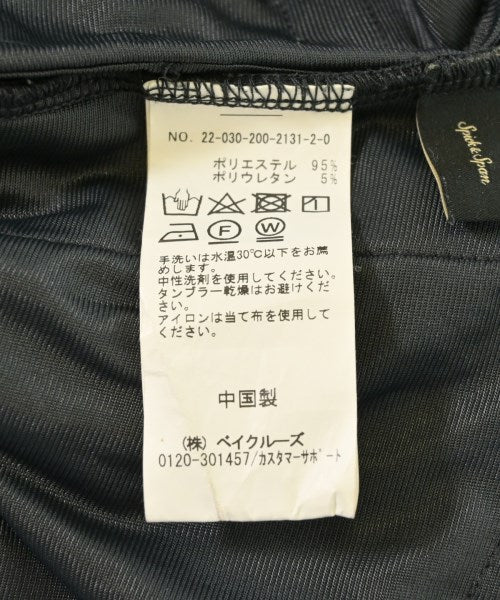 NO. 22-030-200-2131-2-0
ポリエステル 95%
ポリウレタン 5%
F W
手洗いは水温30℃以下をお薦
めします。
中性洗剤を使用してください。
タンブラー乾燥はお避けくだ
さい。
アイロンは当て布を使用して
ください。
中国製
(株) ベイクルーズ
0120-301457/カスタマーサポート
Spick & Span